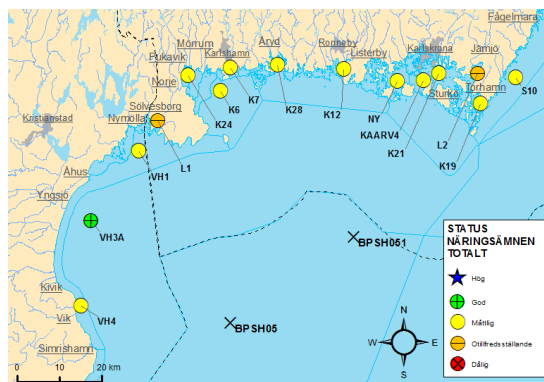 Fågelmara
Mörrum
Karlshamn
Åryd
Ronneby
Listerby
Karlskrona
Jämjö
Pukavik
Norje
K6
K7
K28
K12
NY
KAARV4
Sturkö
Torhamn
S10
Sölvesborg
K24
K21
L2
K19
Kristianstad
Nymölla
L1
VH1
Åhus
Yngsjö
VH3A
BPSH051
Kivik
Vik
VH4
BPSH05
Simrishamn
0 10 20 km
N
W E
S
STATUS
NÄRINGSÄMNEN
TOTALT
Hög
God
Måttlig
Otillfredsställande
Dålig